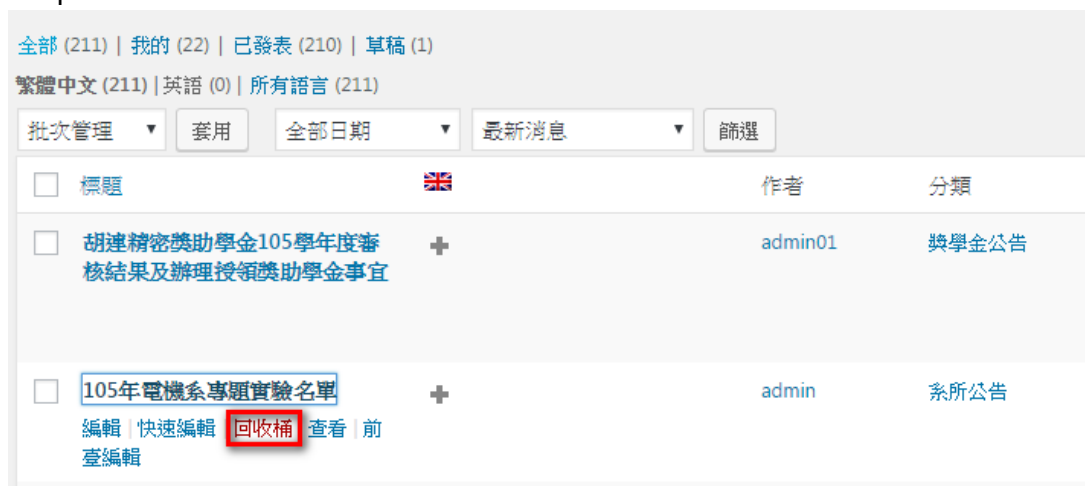 全部 (211) | 我的 (22) | 已發表 (210) | 草稿 (1)
繁體中文 (211) | 英語 (0) | 所有語言 (211)
批次管理 套用 全部日期 最新消息 篩選
標題 作者 分類
胡連精密獎助學金105學年度審 admin01 獎學金公告
核結果及辦理授領獎助學金事宜
105年電機系專題實驗名單 admin 系所公告
編輯 | 快速編輯 回收桶 查看 | 前
臺編輯